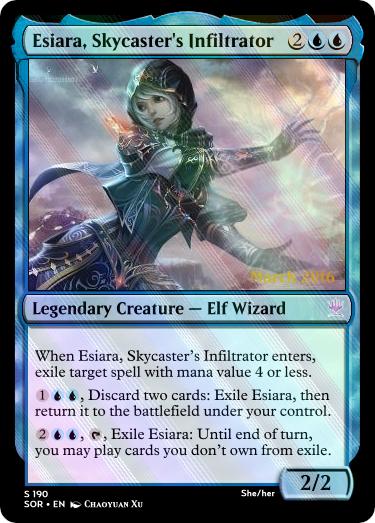 Esiara, Skycaster's Infiltrator 2
March 2016
Legendary Creature — Elf Wizard
When Esiara, Skycaster's Infiltrator enters,
exile target spell with mana value 4 or less.
1, Discard two cards: Exile Esiara, then
return it to the battlefield under your control.
2, Exile Esiara: Until end of turn,
you may play cards you don't own from exile.
2/2
S 190
SOR • EN Chaoyuan Xu
She/her